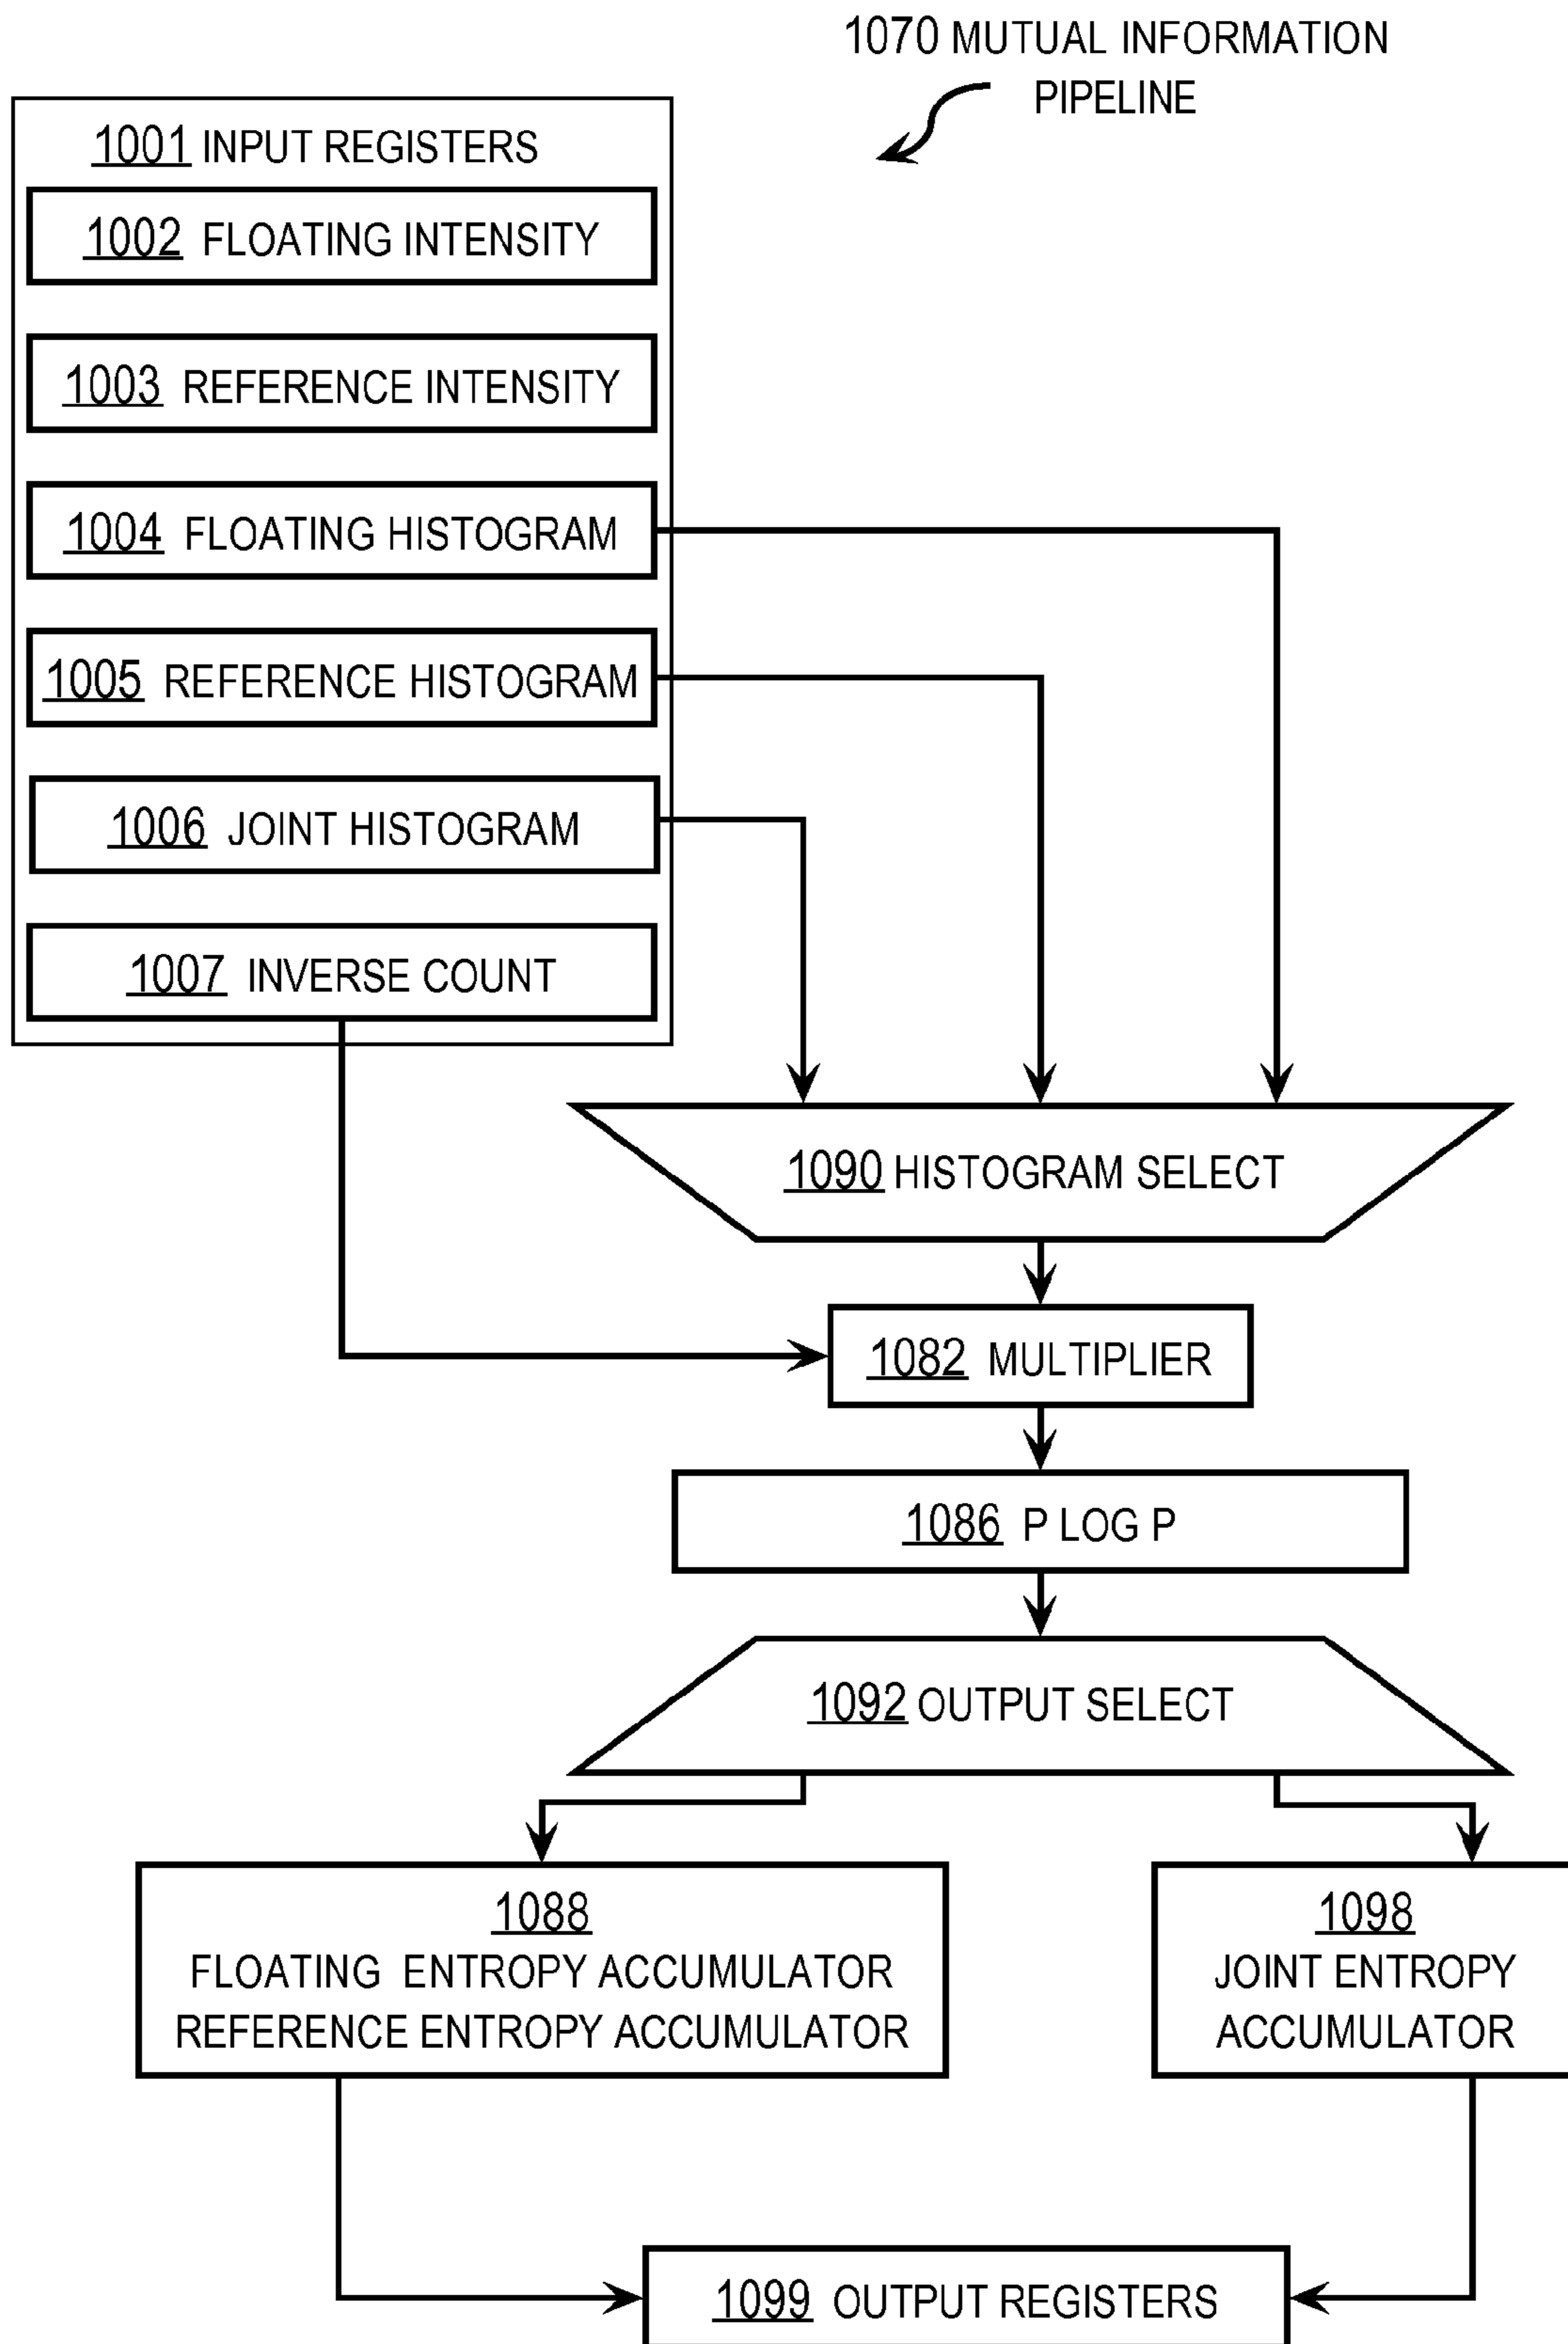 1070 MUTUAL INFORMATION
PIPELINE
1001 INPUT REGISTERS
1002 FLOATING INTENSITY
1003 REFERENCE INTENSITY
1004 FLOATING HISTOGRAM
1005 REFERENCE HISTOGRAM
1006 JOINT HISTOGRAM
1007 INVERSE COUNT
1090 HISTOGRAM SELECT
1082 MULTIPLIER
1086 P LOG P
1092 OUTPUT SELECT
1088
FLOATING ENTROPY ACCUMULATOR
REFERENCE ENTROPY ACCUMULATOR
1098
JOINT ENTROPY
ACCUMULATOR
1099 OUTPUT REGISTERS